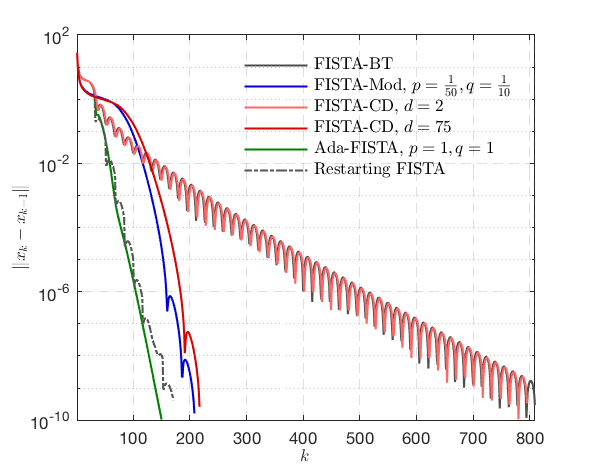 10^2
FISTA-BT
FISTA-Mod, p = 1/50, q = 1/10
FISTA-CD, d = 2
FISTA-CD, d = 75
Ada-FISTA, p = 1, q = 1
Restarting FISTA
10^-2
10^-6
10^-10
||x_k − x_{k−1}||
100 200 300 400 500 600 700 800
k